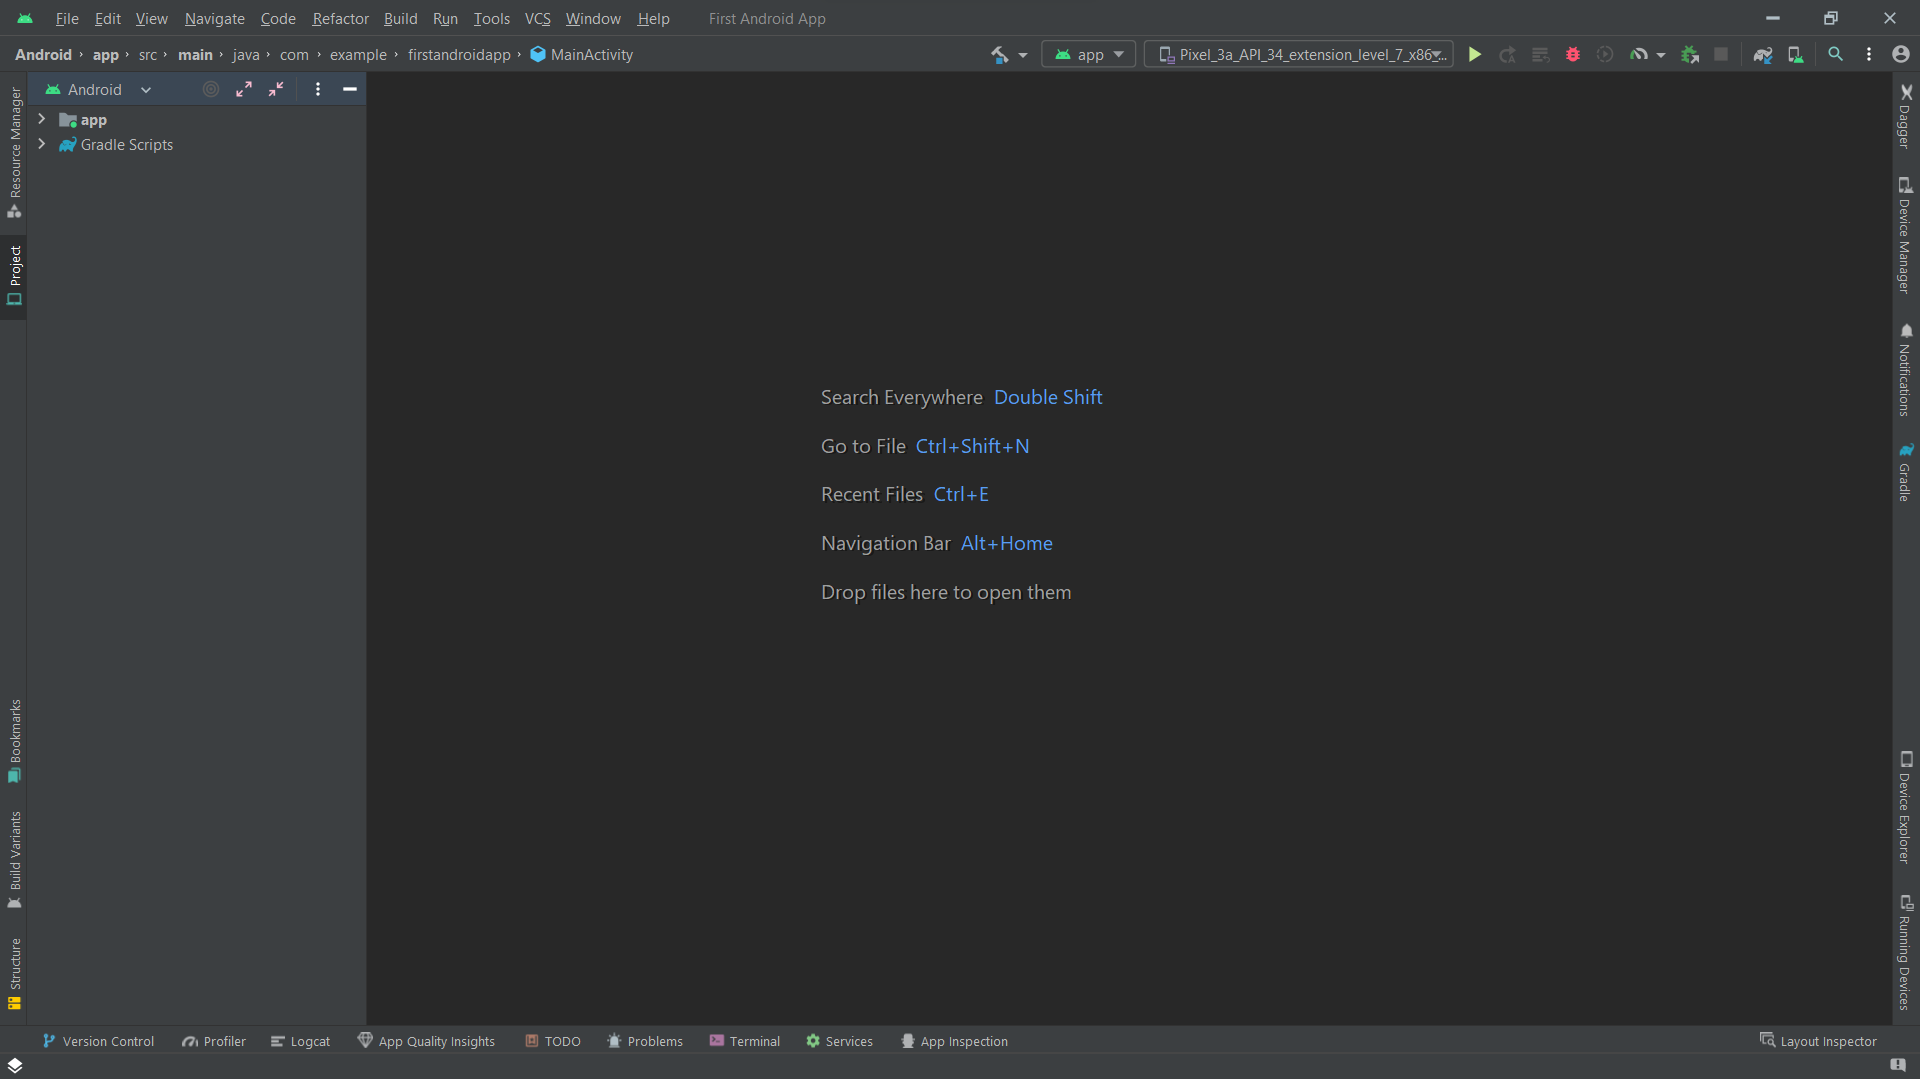 File Edit View Navigate Code Refactor Build Run Tools VCS Window Help First Android App
Android › app › src › main › java › com › example › firstandroidapp › MainActivity
app
Pixel_3a_API_34_extension_level_7_x86_...
Android
app
Gradle Scripts
Resource Manager
Project
Bookmarks
Build Variants
Structure
Search Everywhere Double Shift
Go to File Ctrl+Shift+N
Recent Files Ctrl+E
Navigation Bar Alt+Home
Drop files here to open them
Dagger
Device Manager
Notifications
Gradle
Device Explorer
Running Devices
Version Control Profiler Logcat App Quality Insights TODO Problems Terminal Services App Inspection Layout Inspector